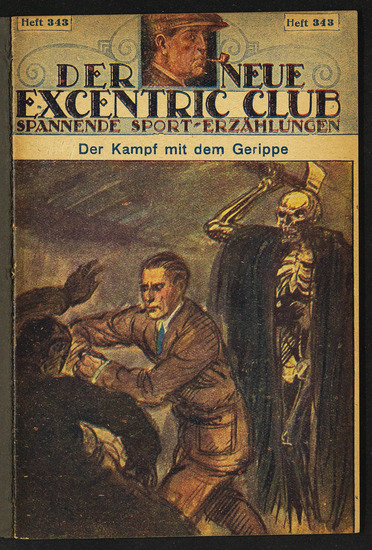 Heft 343
Heft 343
DER NEUE
EXCENTRIC CLUB
SPANNENDE SPORT-ERZÄHLUNGEN
Der Kampf mit dem Gerippe